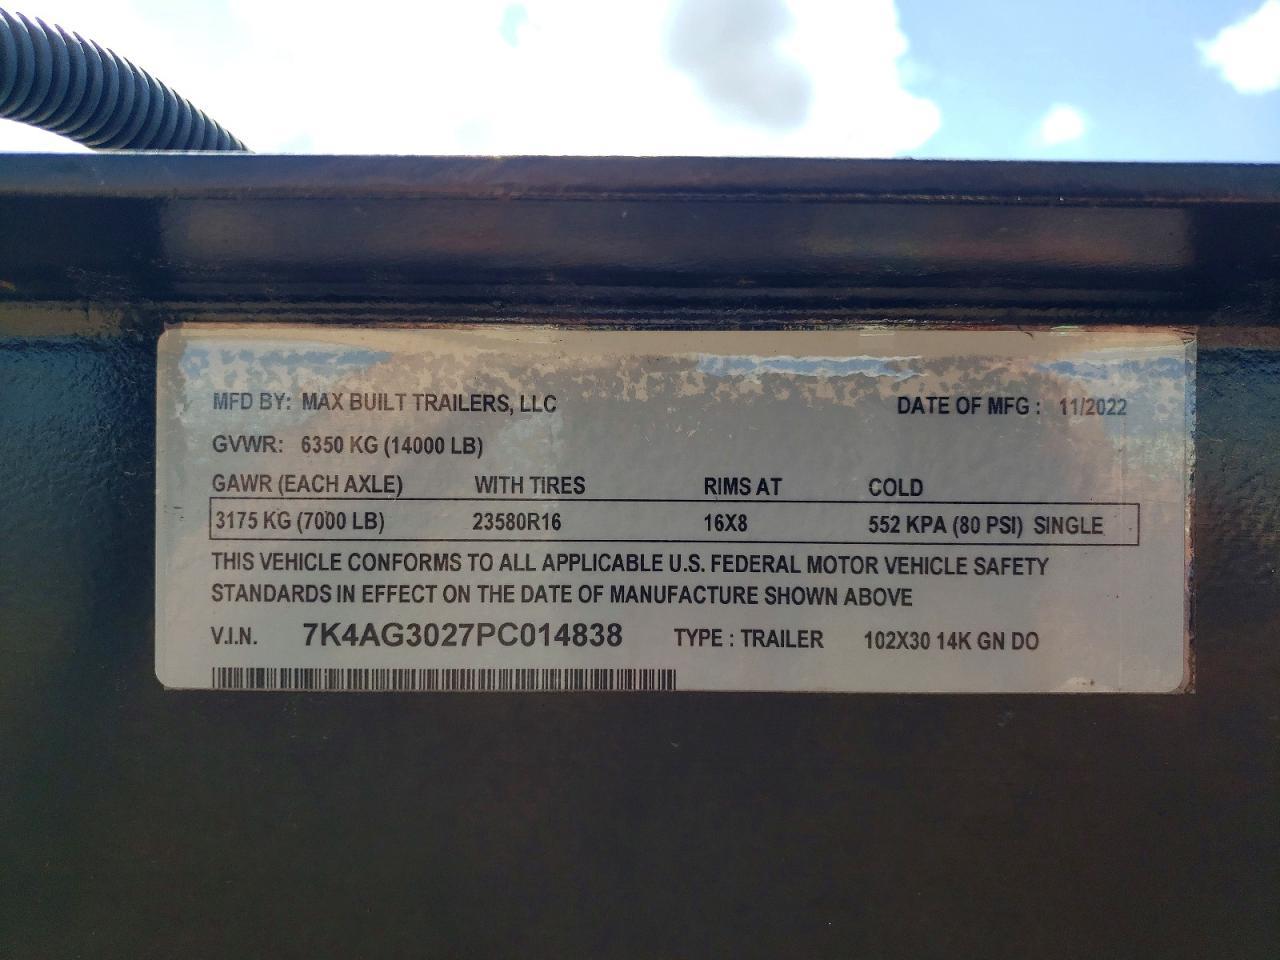 MFD BY: MAX BUILT TRAILERS, LLC DATE OF MFG : 11/2022
GVWR: 6350 KG (14000 LB)
GAWR (EACH AXLE) WITH TIRES RIMS AT COLD
3175 KG (7000 LB) 23580R16 16X8 552 KPA (80 PSI) SINGLE
THIS VEHICLE CONFORMS TO ALL APPLICABLE U.S. FEDERAL MOTOR VEHICLE SAFETY
STANDARDS IN EFFECT ON THE DATE OF MANUFACTURE SHOWN ABOVE
V.I.N. 7K4AG3027PC014838 TYPE : TRAILER 102X30 14K GN DO